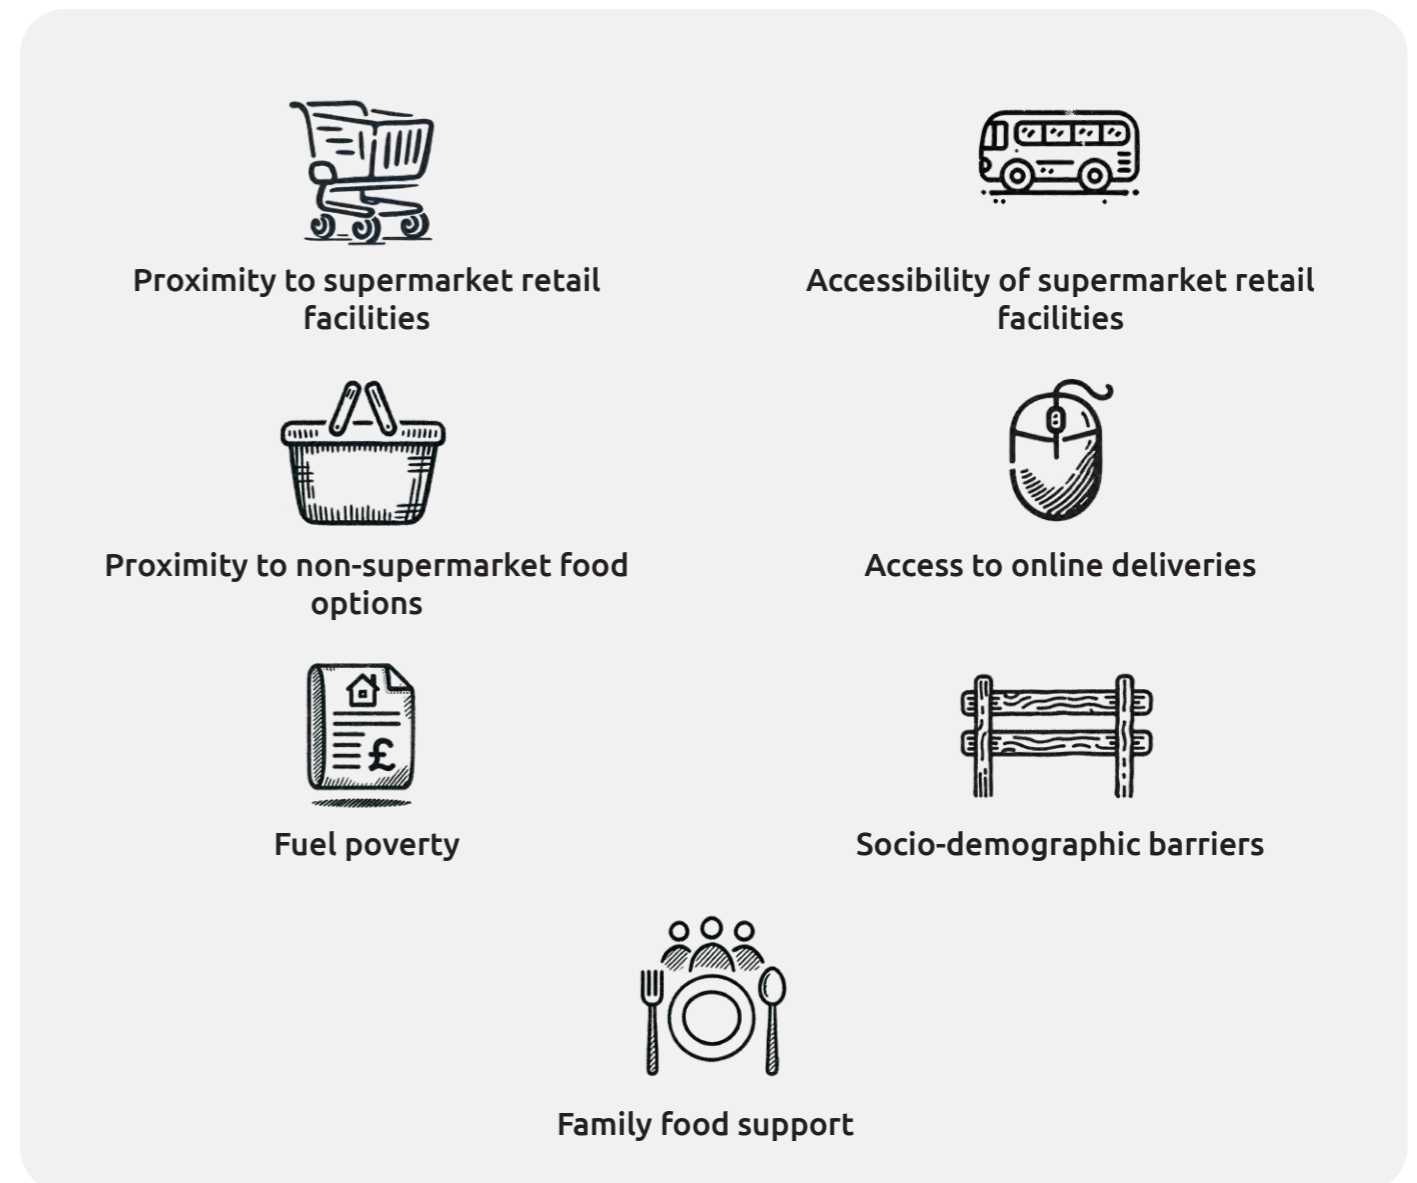 Proximity to supermarket retail
facilities
Accessibility of supermarket retail
facilities
Proximity to non-supermarket food
options
Access to online deliveries
£
Fuel poverty
Socio-demographic barriers
Family food support